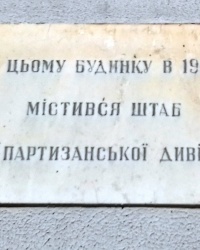 ЦЬОМУ БУДИНКУ В 19
МІСТИВСЯ ШТАБ
ПАРТИЗАНСЬКОЇ ДИВІ